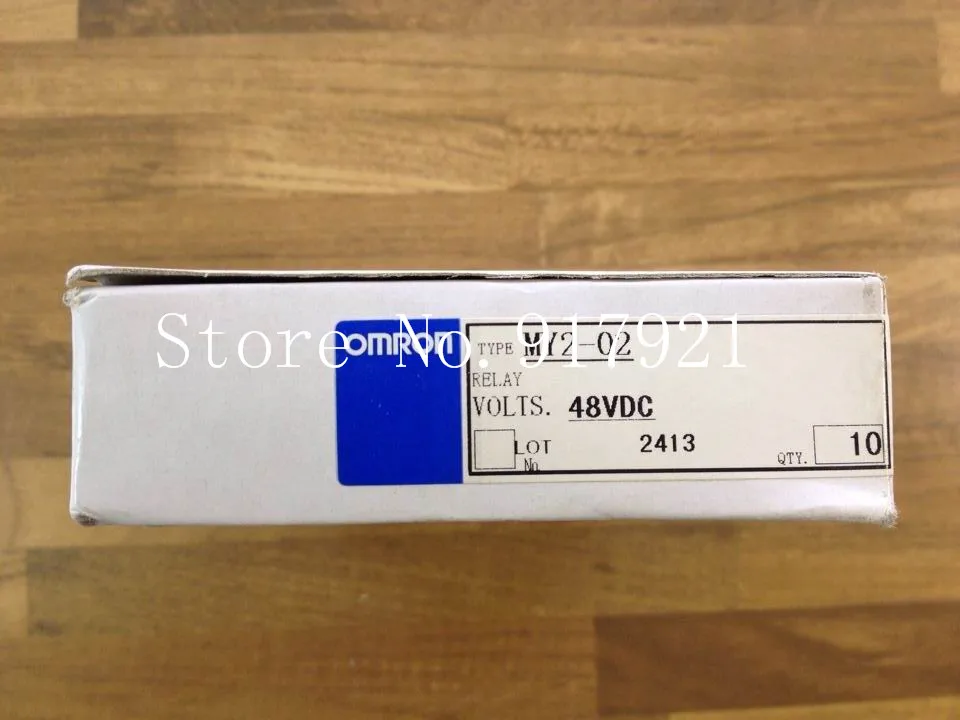 Store No. 917921
OMRON
TYPE MY2-02
RELAY
VOLTS. 48VDC
LOT No. 2413
QTY. 10